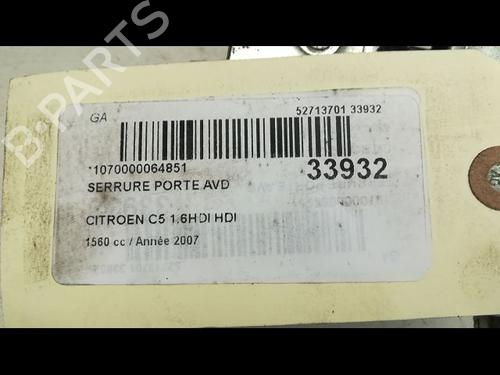 GA
52713701 33932
*1070000064851
33932
SERRURE PORTE AVD
CITROEN C5 1.6HDI HDI
1560 cc / Année 2007
B-PARTS